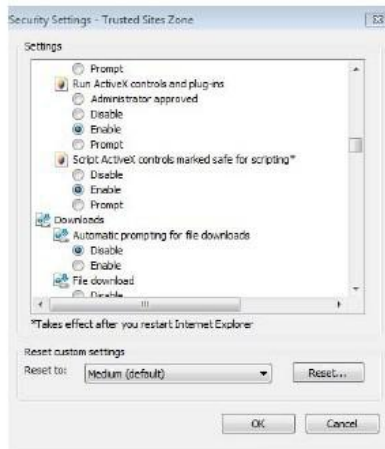 Security Settings - Trusted Sites Zone
Settings
Prompt
Run ActiveX controls and plug-ins
Administrator approved
Disable
Enable
Prompt
Script ActiveX controls marked safe for scripting*
Disable
Enable
Prompt
Downloads
Automatic prompting for file downloads
Disable
Enable
File download
Disable
*Takes effect after you restart Internet Explorer
Reset custom settings
Reset to: Medium (default) Reset...
OK Cancel